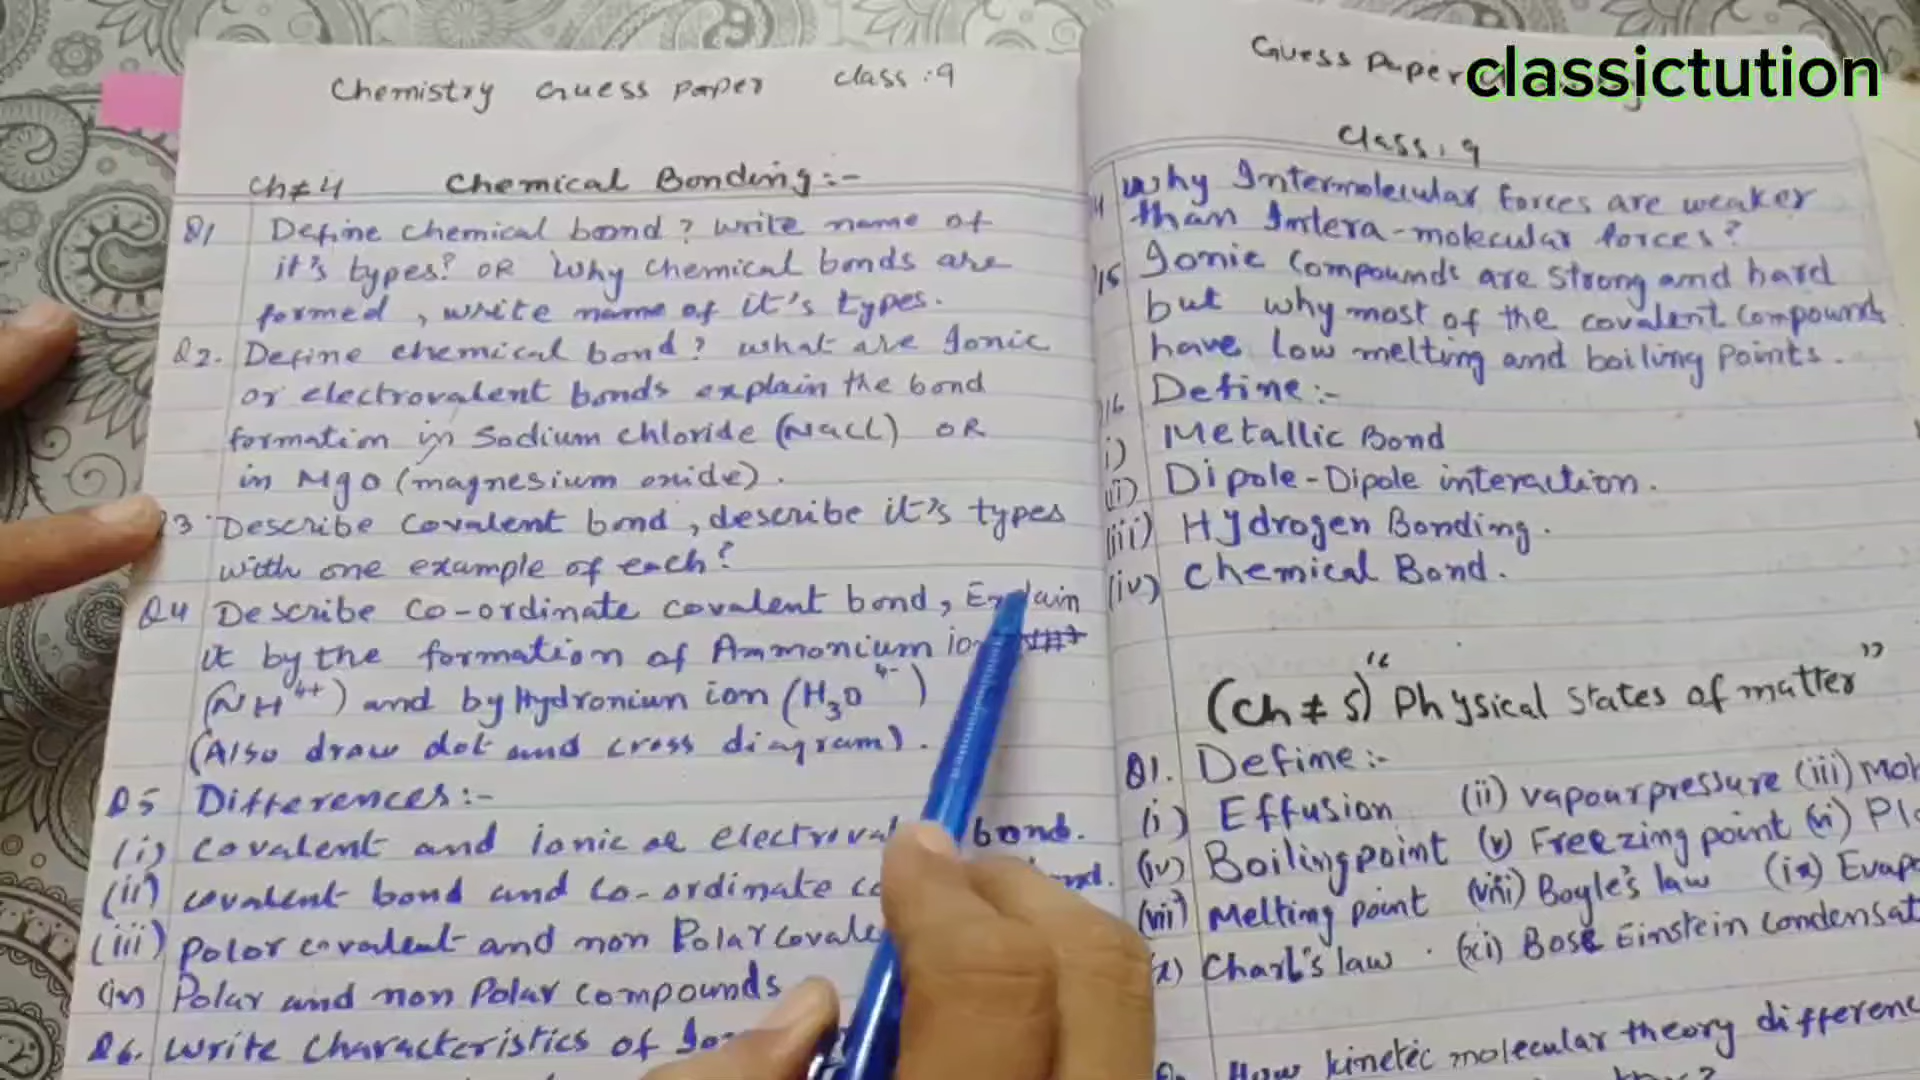 classictution
Chemistry Guess paper class:9
Ch≠4 Chemical Bonding:-
Q1 Define chemical boond? write name of
it's types? OR Why chemical bonds are
formed, write name of it's types.
Q2. Define chemical bond? what are Ionic
or electrovalent bonds explain the bond
formation in Sodium chloride (NaCL) OR
in MgO (magnesium oxide).
Q3 Describe covalent bond, describe it's types
with one example of each?
Q4 Describe co-ordinate covalent bond, Explain
it by the formation of Ammonium
(NH⁴⁺) and by Hydronium ion (H₃O⁴⁻)
(Also draw dot and cross diagram).
Q5 Differences:-
(i) covalent and ionic or bond.
(ii) covalent bond and co-ordinate
(iii) Polar covalent and non Polar
(iv) Polar and non Polar compounds
Q6. Write characteristics of
Guess Paper
Class:9
Why Intermolecular forces are weaker
than Intera-molecular forces?
15 Ionic compounds are strong and hard
but why most of the covalent compounds
have low melting and boiling points.
16 Define:-
i) Metallic Bond
(ii) Dipole-Dipole interaction.
(iii) Hydrogen Bonding.
(iv) Chemical Bond.
(Ch≠5) "Physical States of matter"
Q1. Define:-
(i) Effusion (ii) vapour pressure (iii)
(iv) Boiling point (v) Freezing point (vi)
(vii) Melting point (viii) Boyle's law (ix)
(x) Charl's law. (xi) Bose Einstein
How kinetic molecular theory